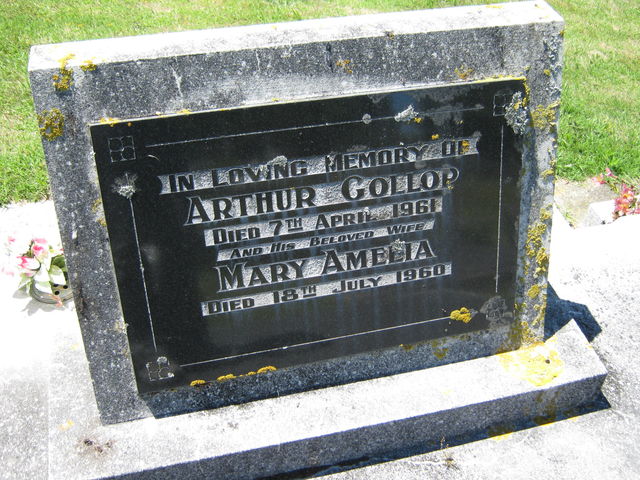 IN LOVING MEMORY OF
ARTHUR GOLLOP
DIED 7TH APRIL 1961
AND HIS BELOVED WIFE
MARY AMELIA
DIED 18TH JULY 1960